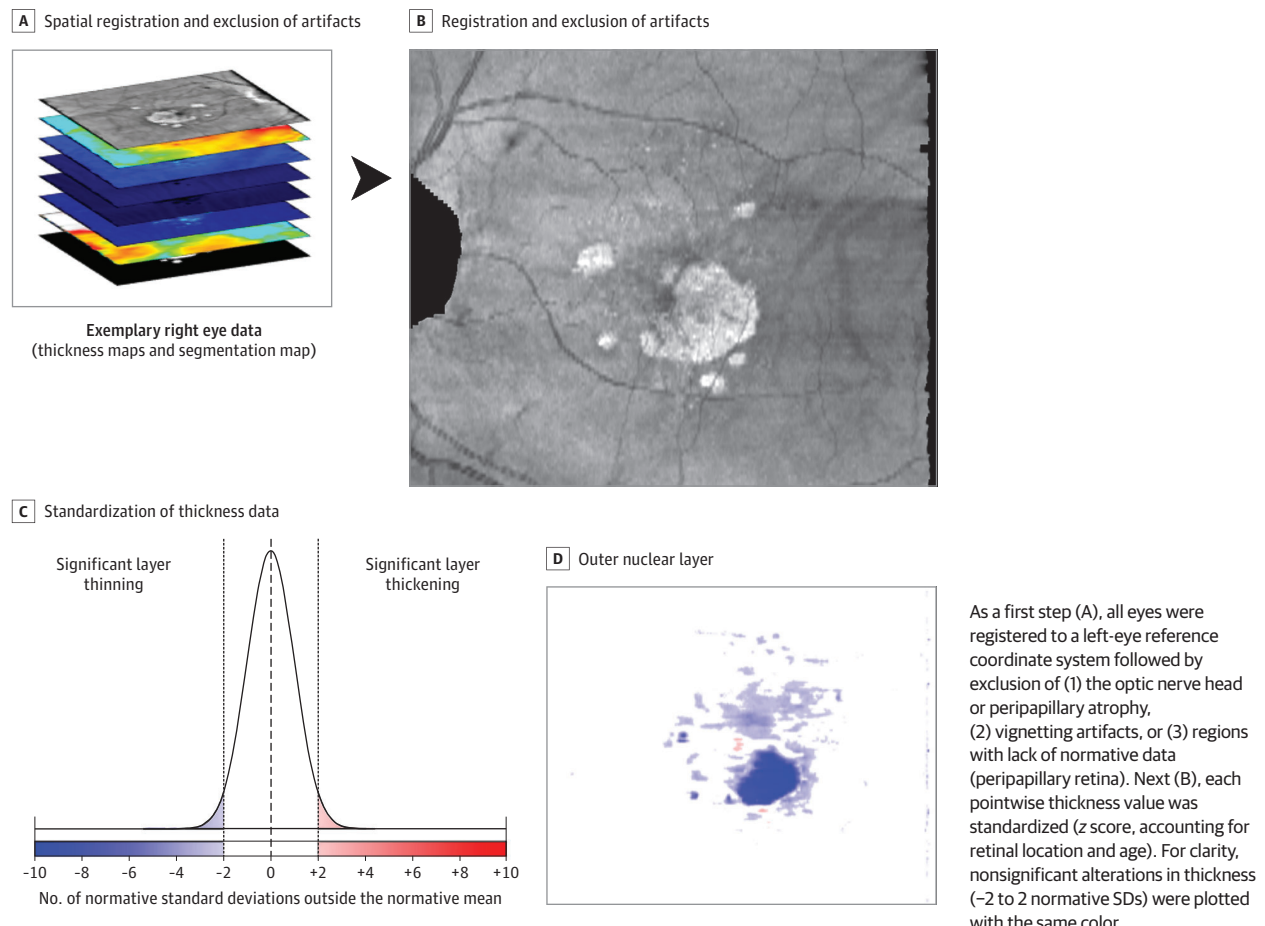 A Spatial registration and exclusion of artifacts
B Registration and exclusion of artifacts
Exemplary right eye data
(thickness maps and segmentation map)
C Standardization of thickness data
Significant layer
thinning
Significant layer
thickening
-10 -8 -6 -4 -2 0 +2 +4 +6 +8 +10
No. of normative standard deviations outside the normative mean
D Outer nuclear layer
As a first step (A), all eyes were
registered to a left-eye reference
coordinate system followed by
exclusion of (1) the optic nerve head
or peripapillary atrophy,
(2) vignetting artifacts, or (3) regions
with lack of normative data
(peripapillary retina). Next (B), each
pointwise thickness value was
standardized (z score, accounting for
retinal location and age). For clarity,
nonsignificant alterations in thickness
(−2 to 2 normative SDs) were plotted
with the same color